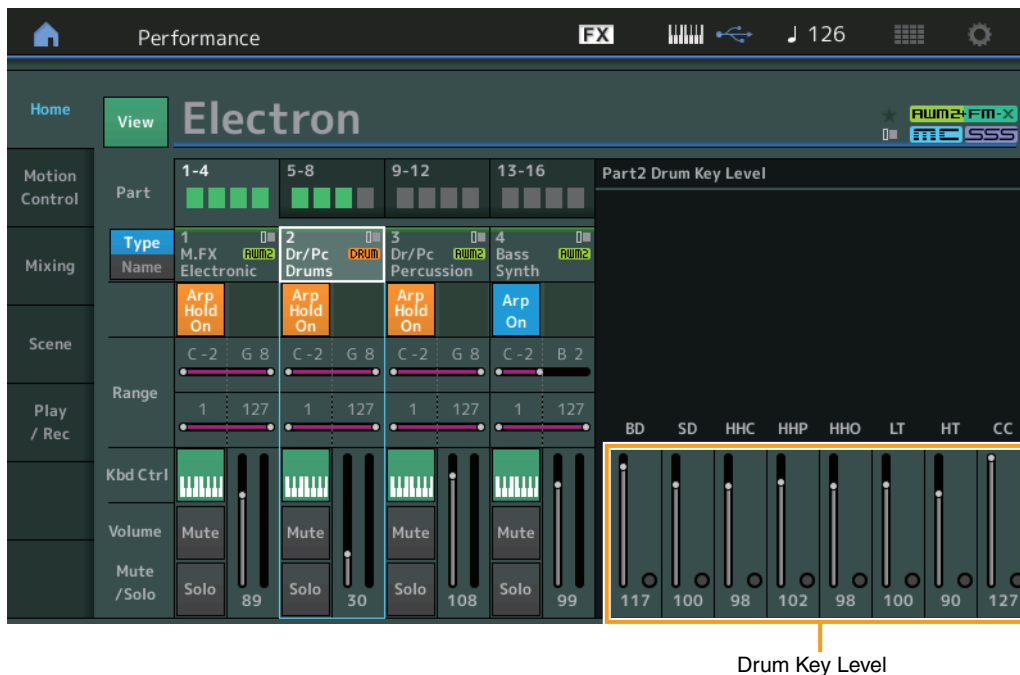 Performance
FX
♩ 126
Home
View
Electron
AWM2+FM-X
MC SSS
Motion
Control
Mixing
Scene
Play
/ Rec
Part
1-4
5-8
9-12
13-16
Part2 Drum Key Level
Type
Name
1
M.FX AWM2
Electronic
2
Dr/Pc DRUM
Drums
3
Dr/Pc AWM2
Percussion
4
Bass AWM2
Synth
Arp
Hold
On
Arp
Hold
On
Arp
Hold
On
Arp
On
Range
C -2 G 8 C -2 G 8 C -2 G 8 C -2 B 2
1 127 1 127 1 127 1 127
BD SD HHC HHP HHO LT HT CC
Kbd Ctrl
Volume
Mute Mute Mute Mute
Mute
/Solo
Solo Solo Solo Solo
89 30 108 99
117 100 98 102 98 100 90 127
Drum Key Level